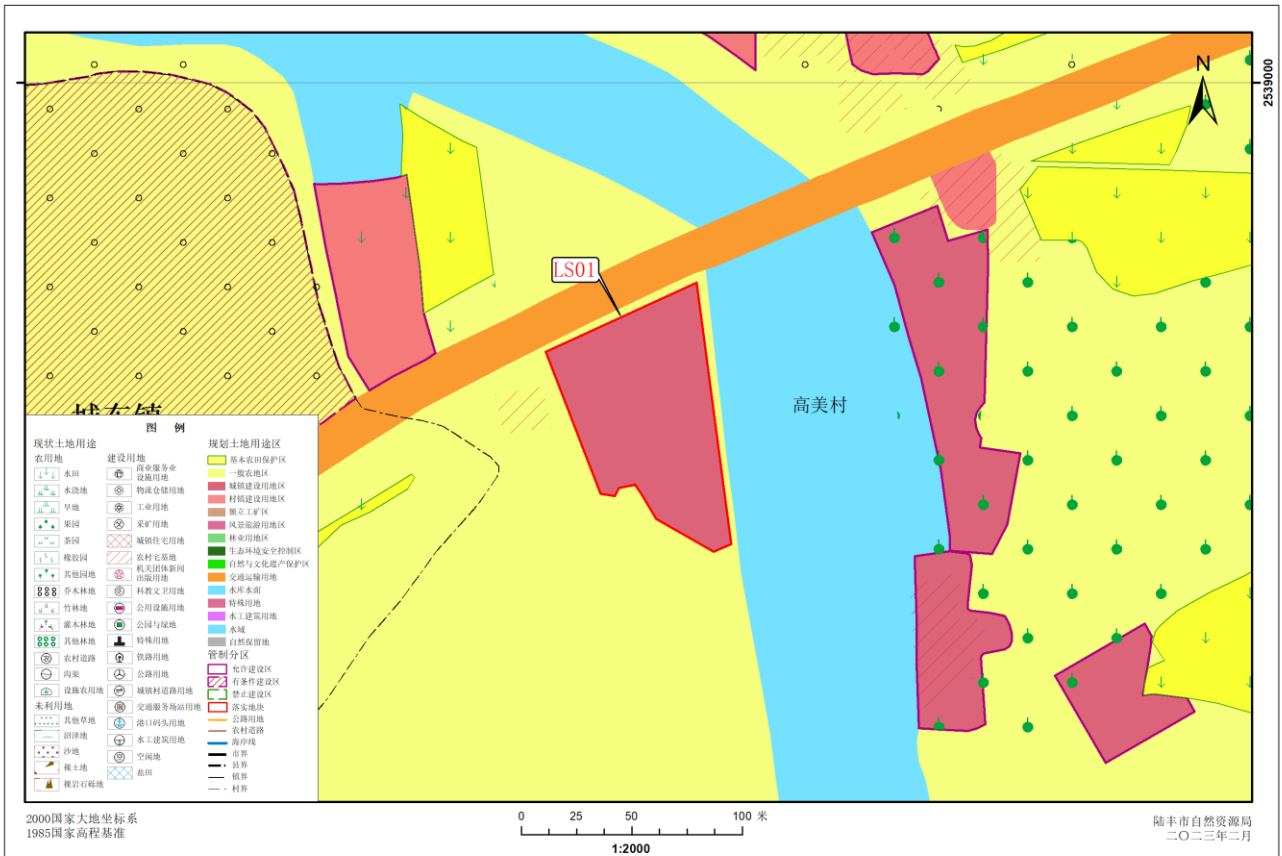 N
2539000
LS01
高美村
城东镇
图 例
现状土地用途
农用地
水田
水浇地
旱地
果园
茶园
橡胶园
其他园地
乔木林地
竹林地
灌木林地
其他林地
农村道路
沟渠
设施农用地
未利用地
其他草地
沼泽地
沙地
裸土地
裸岩石砾地
建设用地
商业服务业
设施用地
物流仓储用地
工业用地
采矿用地
城镇住宅用地
农村宅基地
机关团体新闻
出版用地
科教文卫用地
公用设施用地
公园与绿地
特殊用地
铁路用地
公路用地
城镇村道路用地
交通服务场站用地
港口码头用地
水工建筑用地
空闲地
盐田
规划土地用途区
基本农田保护区
一般农地区
城镇建设用地区
村镇建设用地区
独立工矿区
风景旅游用地区
林业用地区
生态环境安全控制区
自然与文化遗产保护区
交通运输用地
水库水面
特殊用地
水工建筑用地
水域
自然保留地
管制分区
允许建设区
有条件建设区
禁止建设区
落实地块
公路用地
农村道路
海岸线
市界
县界
镇界
村界
2000国家大地坐标系
1985国家高程基准
0 25 50 100 米
1:2000
陆丰市自然资源局
二〇二三年二月